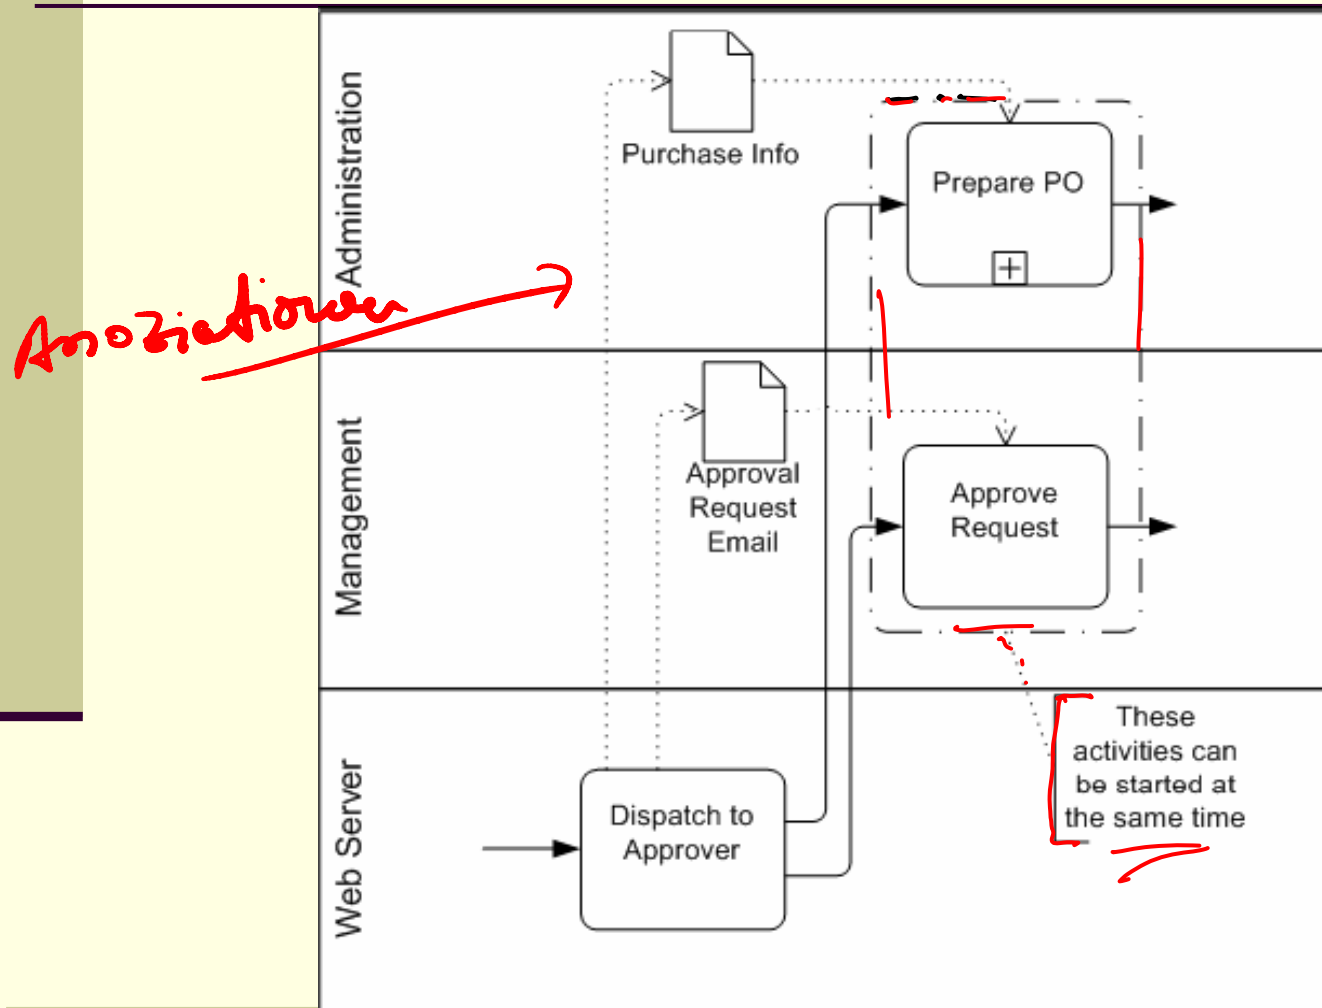 Administration
Purchase Info
Prepare PO
Assoziationen
Management
Approval
Request
Email
Approve
Request
Web Server
Dispatch to
Approver
These
activities can
be started at
the same time